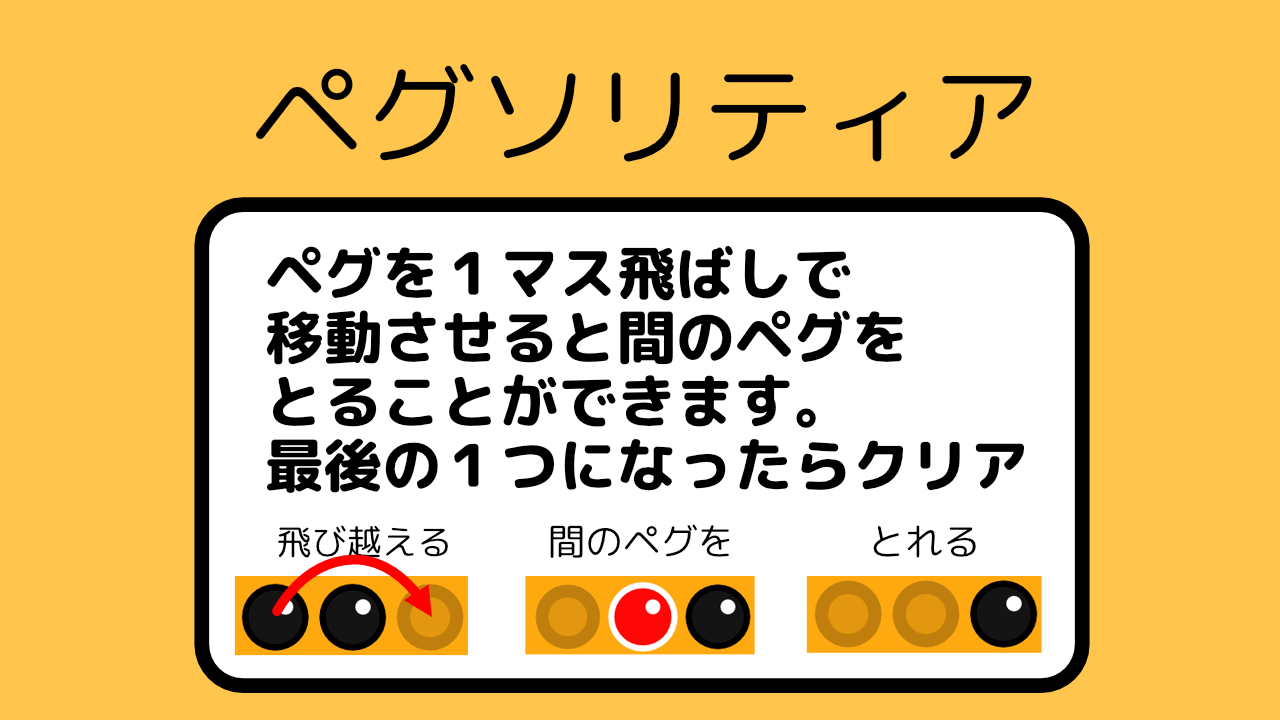 ペグソリティア
ペグを１マス飛ばしで
移動させると間のペグを
とることができます。
最後の１つになったらクリア
飛び越える
間のペグを
とれる